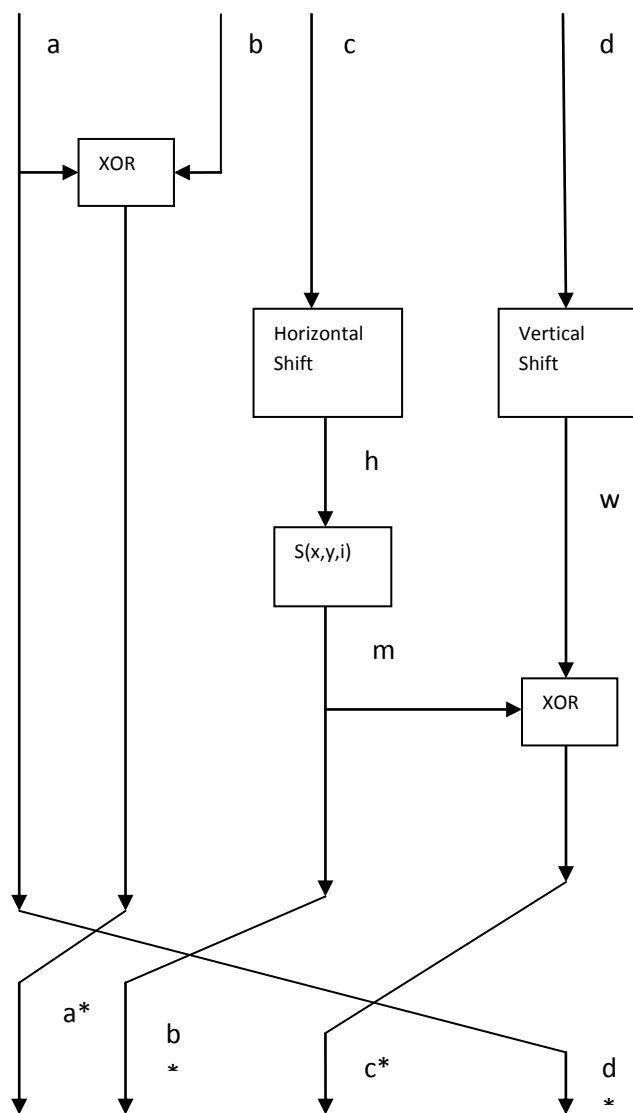 a b c d
XOR
Horizontal Vertical
Shift Shift
h
w
S(x,y,i)
m
XOR
a*
b
*
c*
d
*